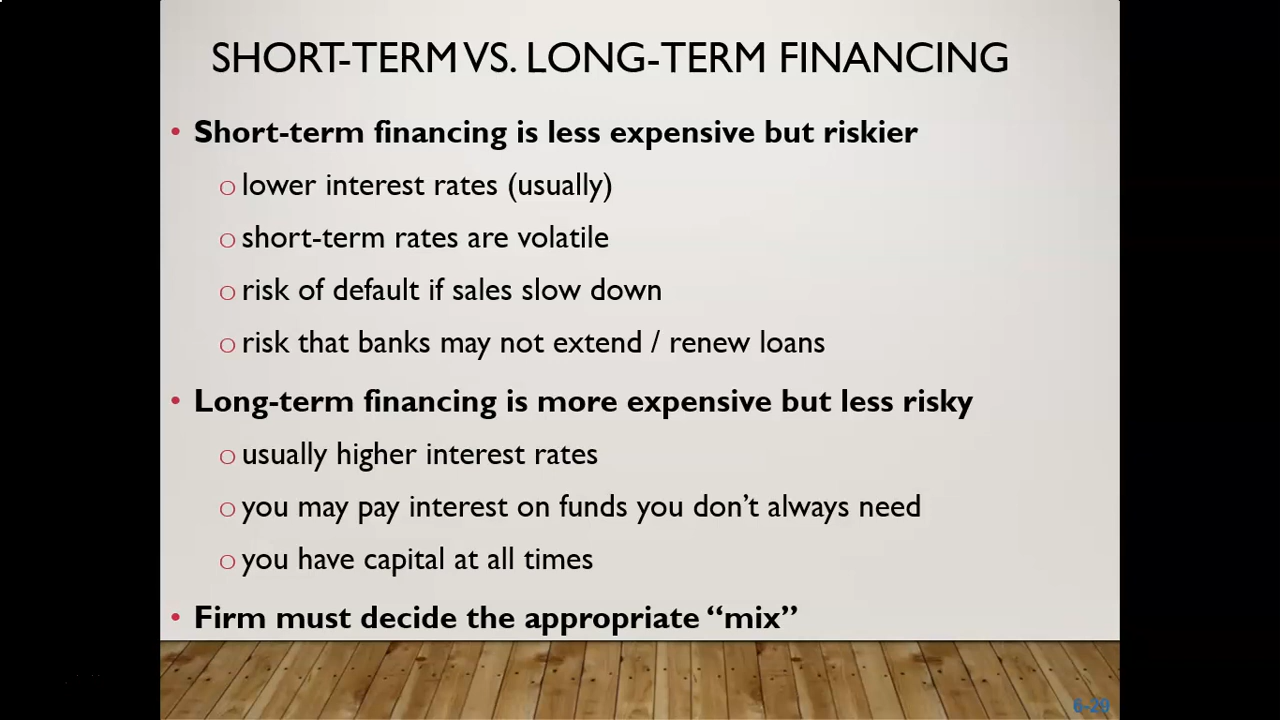 SHORT-TERM VS. LONG-TERM FINANCING
• Short-term financing is less expensive but riskier
o lower interest rates (usually)
o short-term rates are volatile
o risk of default if sales slow down
o risk that banks may not extend / renew loans
• Long-term financing is more expensive but less risky
o usually higher interest rates
o you may pay interest on funds you don’t always need
o you have capital at all times
• Firm must decide the appropriate “mix”
6-29